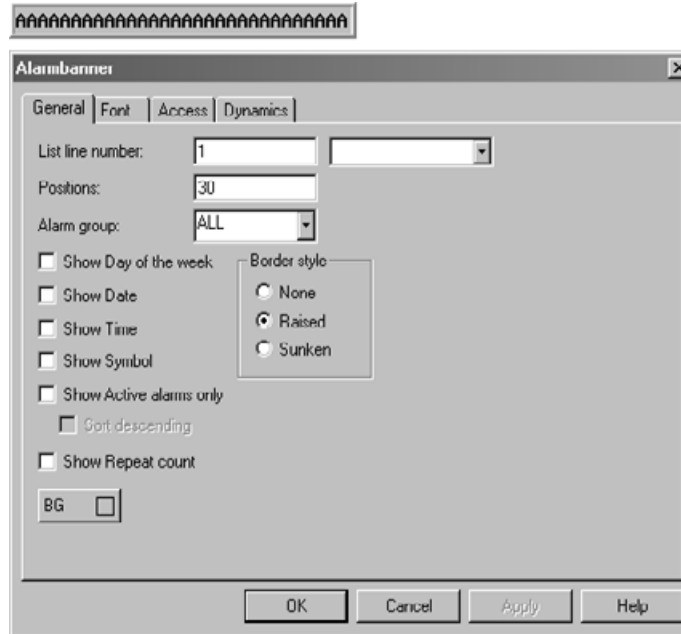 AAAAAAAAAAAAAAAAAAAAAAAAAAAAAA
Alarmbanner
General Font Access Dynamics
List line number: 1
Positions: 30
Alarm group: ALL
Show Day of the week
Border style
Show Date
None
Show Time
Raised
Show Symbol
Sunken
Show Active alarms only
Sort descending
Show Repeat count
BG
OK Cancel Apply Help